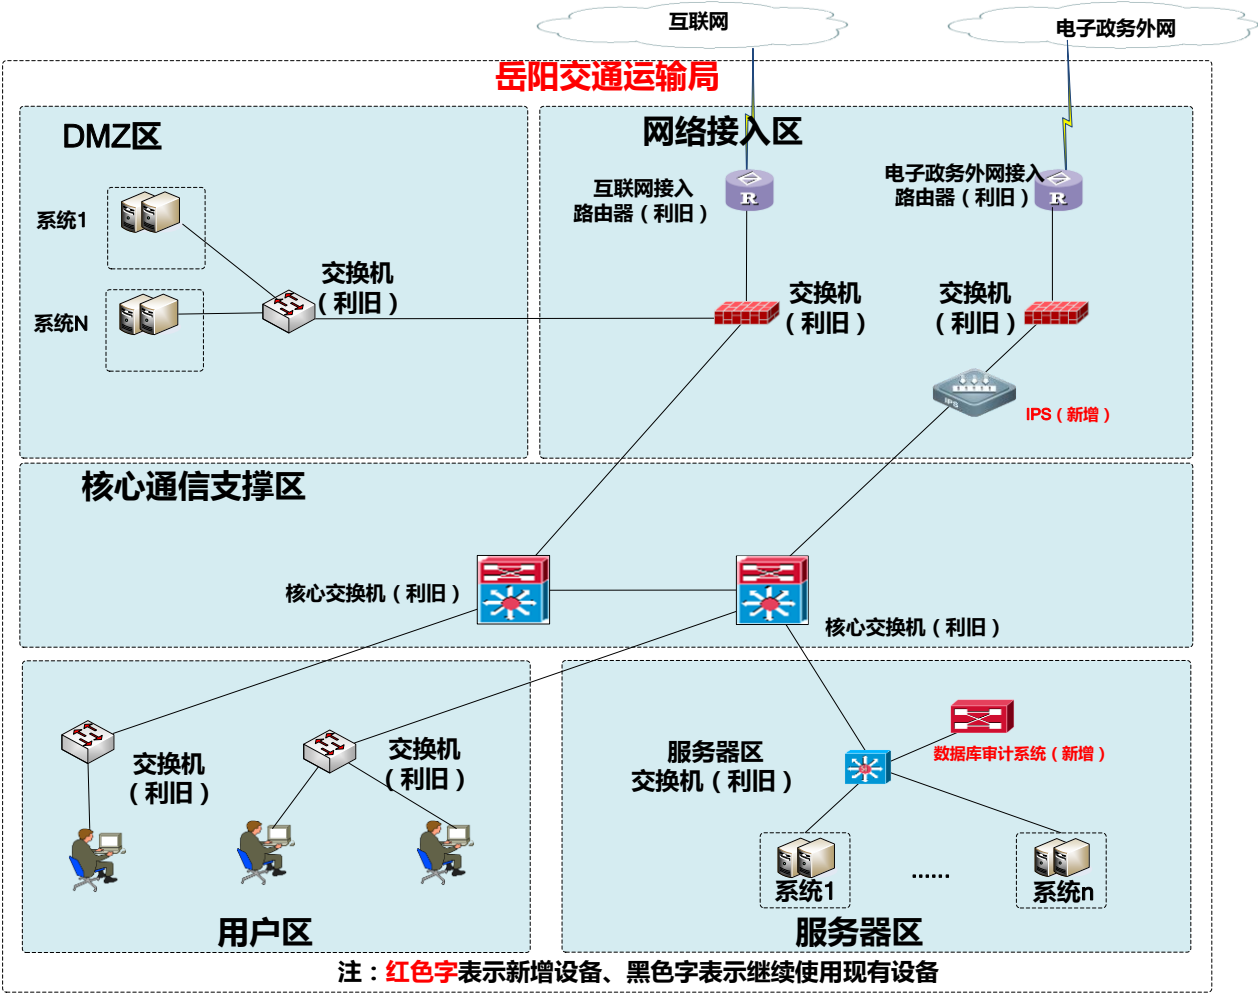 互联网
电子政务外网
岳阳交通运输局
DMZ区
网络接入区
系统1
系统N
交换机
（利旧）
互联网接入
路由器（利旧）
电子政务外网接入
路由器（利旧）
R
R
交换机
（利旧）
交换机
（利旧）
IPS
IPS（新增）
核心通信支撑区
核心交换机（利旧）
核心交换机（利旧）
交换机
（利旧）
交换机
（利旧）
用户区
服务器区
交换机（利旧）
数据库审计系统（新增）
系统1
......
系统n
服务器区
注：红色字表示新增设备、黑色字表示继续使用现有设备